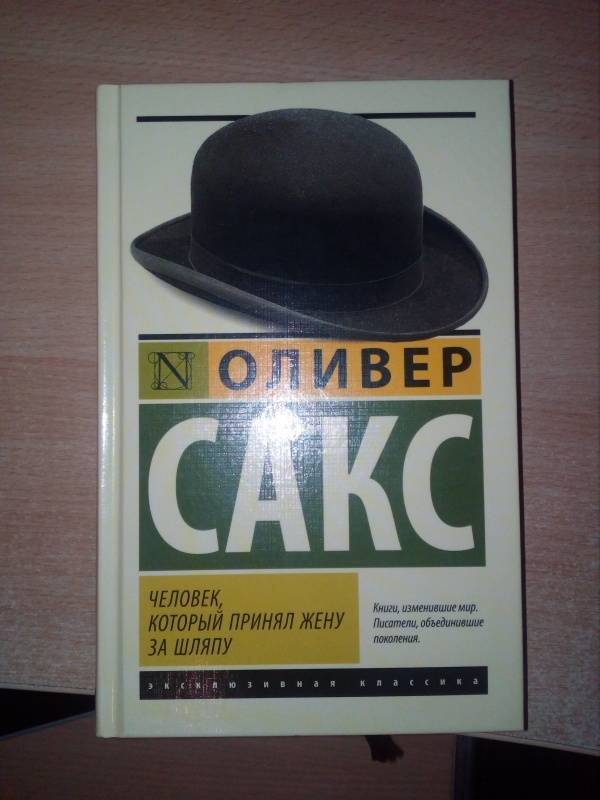 N ОЛИВЕР
САКС
ЧЕЛОВЕК,
КОТОРЫЙ ПРИНЯЛ ЖЕНУ
ЗА ШЛЯПУ
Книги, изменившие мир.
Писатели, объединившие
поколения.
эксклюзивная классика